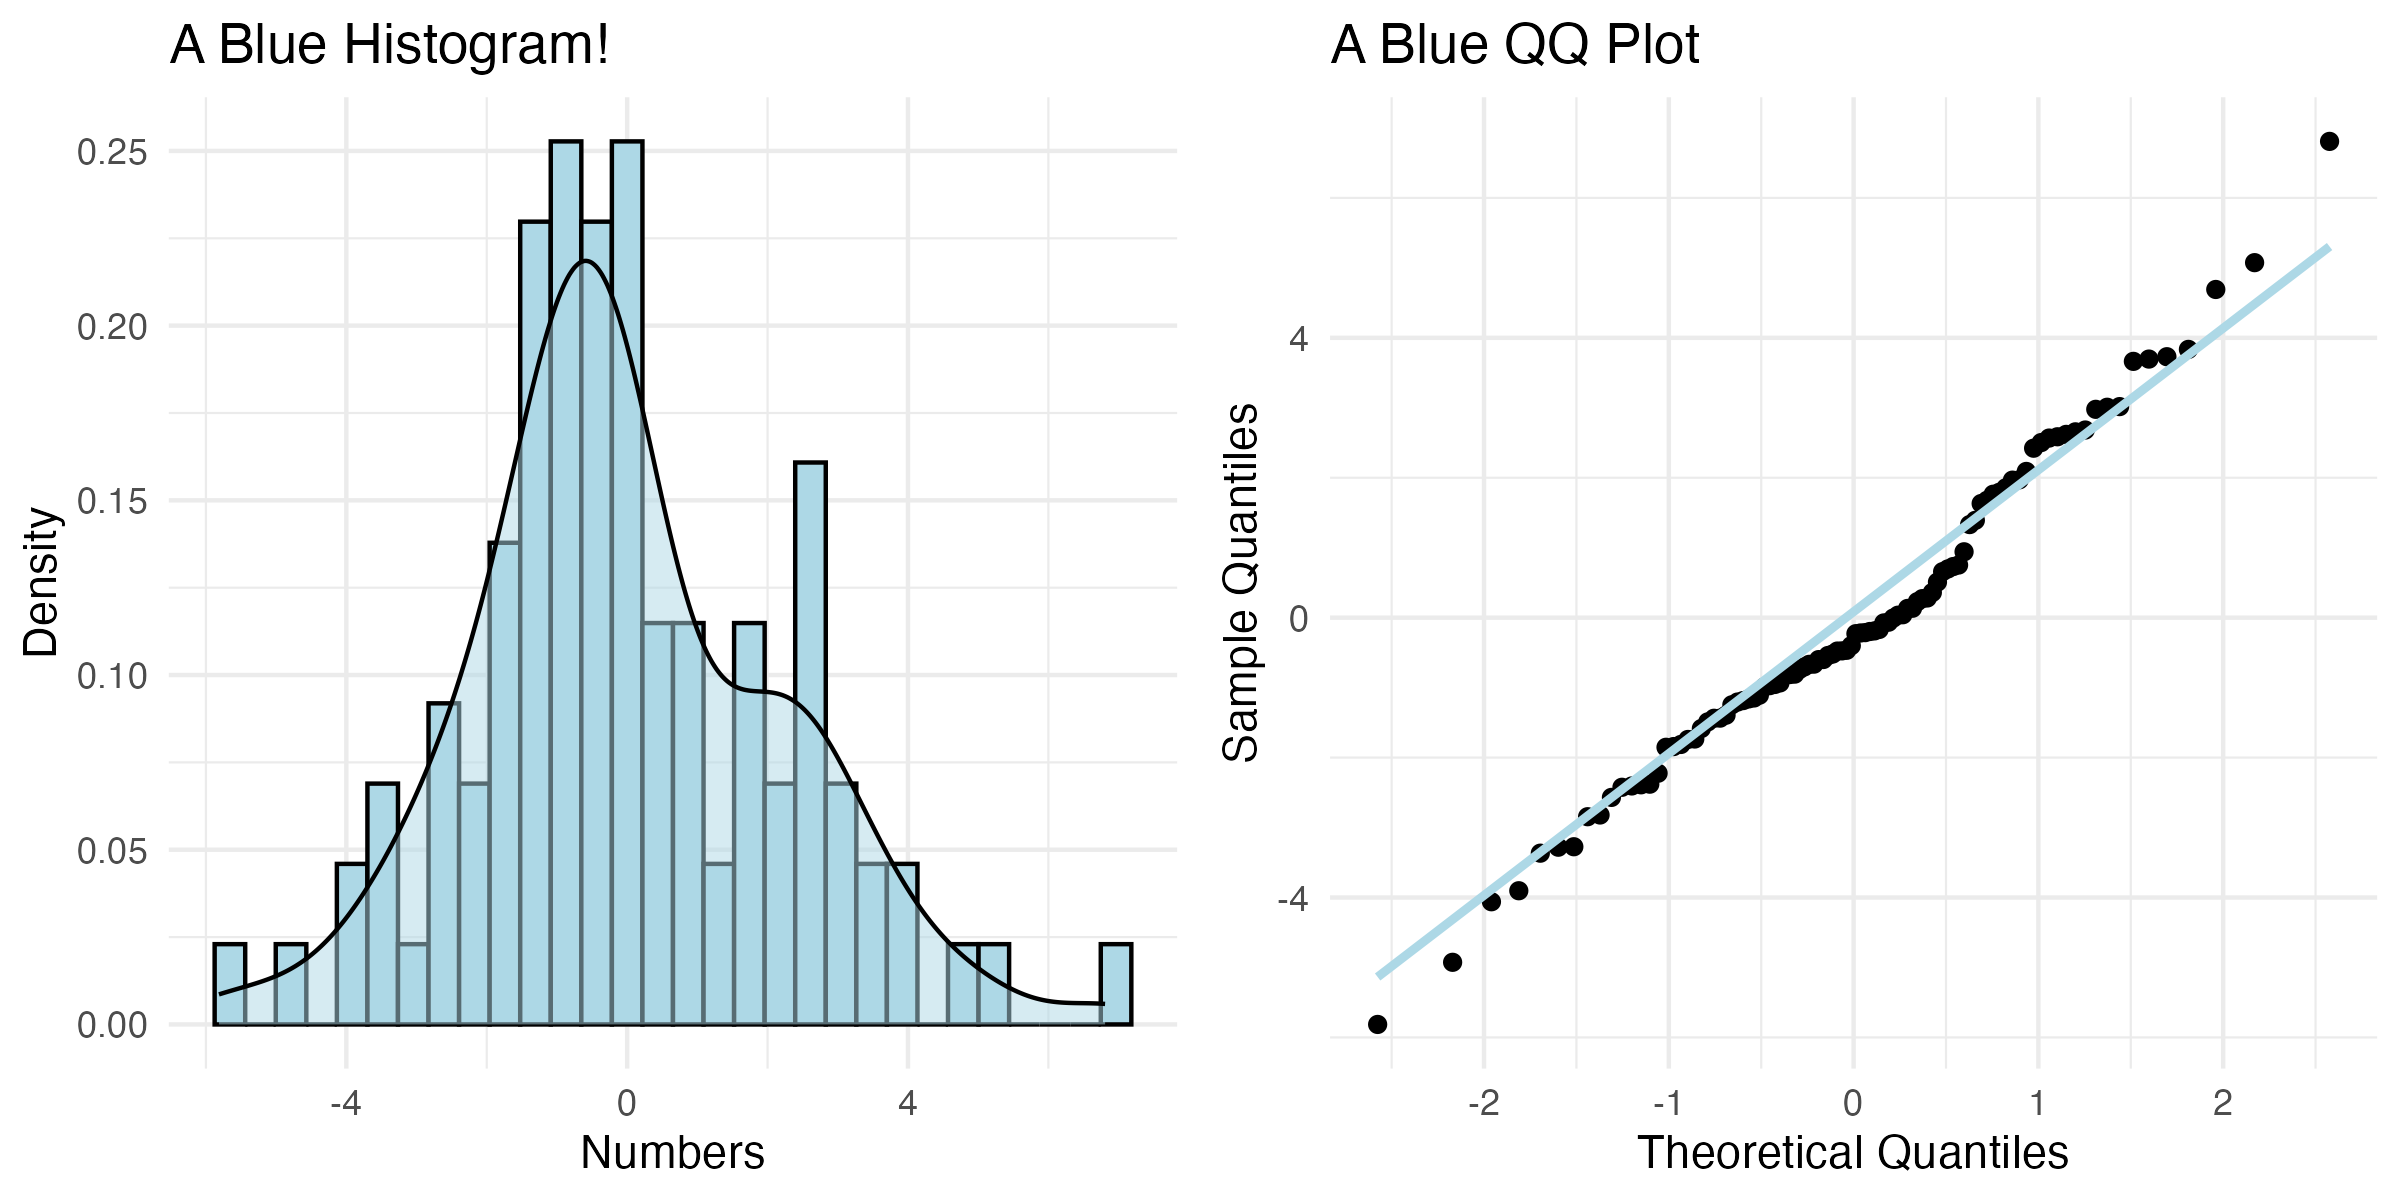 A Blue Histogram!
Density
0.25
0.20
0.15
0.10
0.05
0.00
-4 0 4
Numbers
A Blue QQ Plot
Sample Quantiles
4
0
-4
-2 -1 0 1 2
Theoretical Quantiles